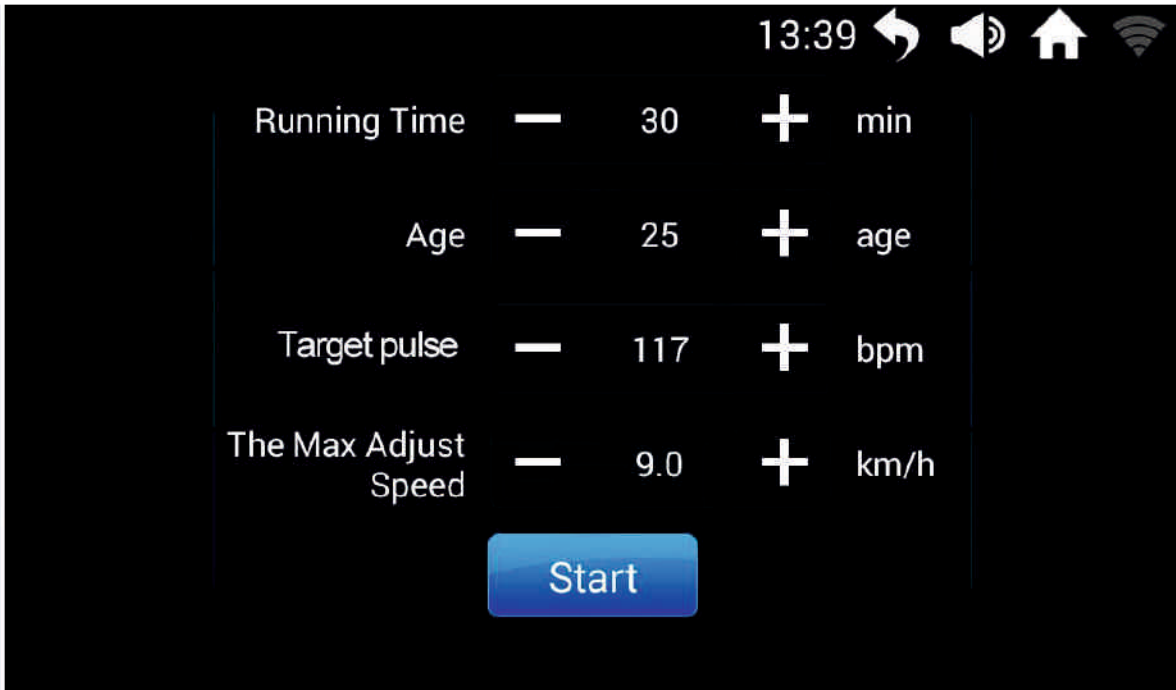 13:39
Running Time 30 min
Age 25 age
Target pulse 117 bpm
The Max Adjust
Speed 9.0 km/h
Start